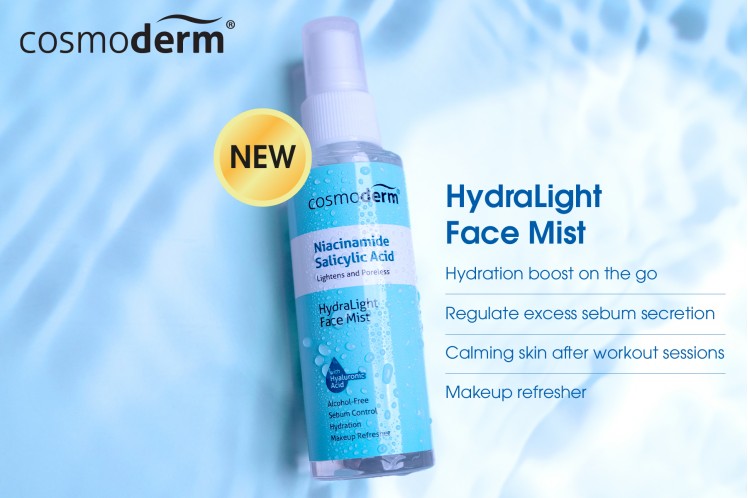 cosmoderm®
NEW
cosmoderm®
Niacinamide
Salicylic Acid
Lightens and Poreless
HydraLight
Face Mist
with
Hyaluronic
Acid
Alcohol-Free
Sebum Control
Hydration
Makeup Refresher
HydraLight
Face Mist
Hydration boost on the go
Regulate excess sebum secretion
Calming skin after workout sessions
Makeup refresher